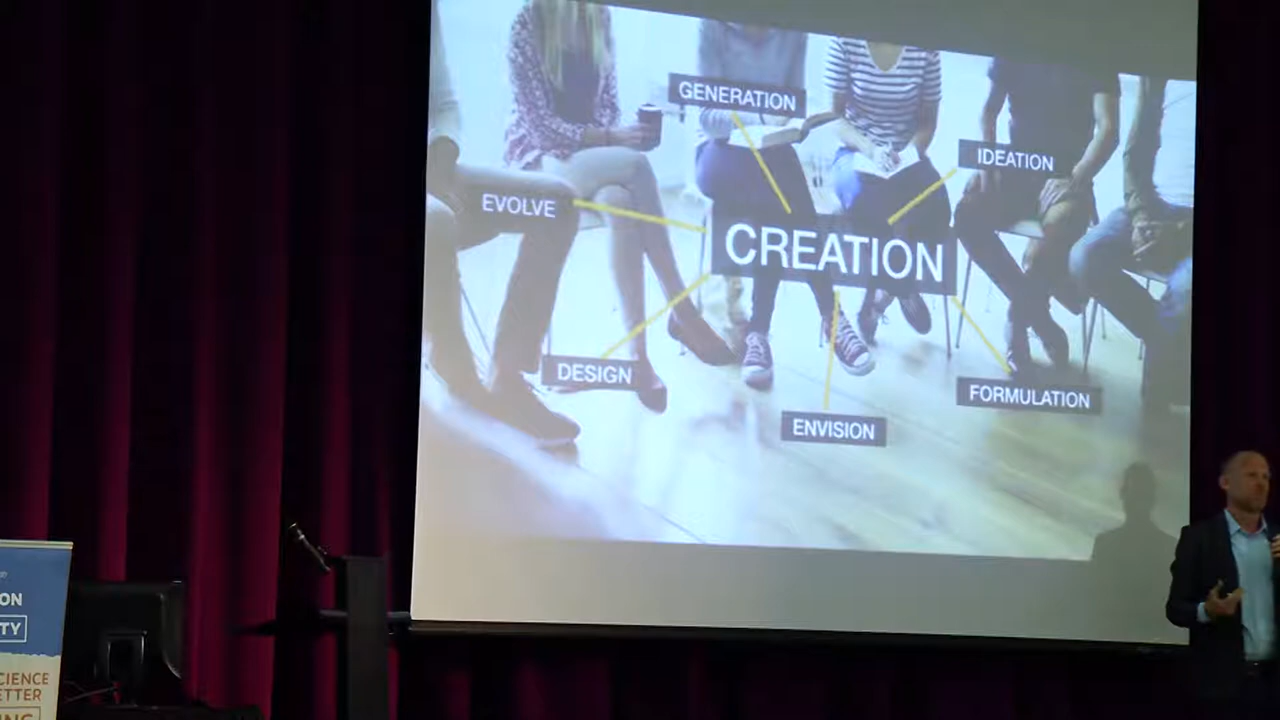 GENERATION
IDEATION
EVOLVE
CREATION
DESIGN
FORMULATION
ENVISION
ON
TY
CIENCE
ETTER